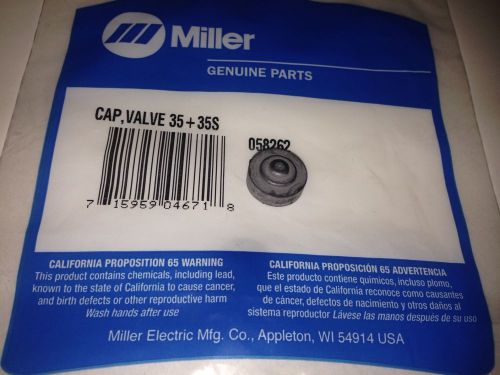 Miller
GENUINE PARTS
CAP,VALVE 35+35S
058262
7 15959 04671 8
CALIFORNIA PROPOSITION 65 WARNING
This product contains chemicals, including lead,
known to the state of California to cause cancer,
and birth defects or other reproductive harm
Wash hands after use
CALIFORNIA PROPOSICIÓN 65 ADVERTENCIA
Este producto contiene químicos, incluso plomo,
que el estado de California reconoce como causantes
de cáncer, defectos de nacimiento y otros daños al
sistema reproductor Lávese las manos después de su uso
Miller Electric Mfg. Co., Appleton, WI 54914 USA